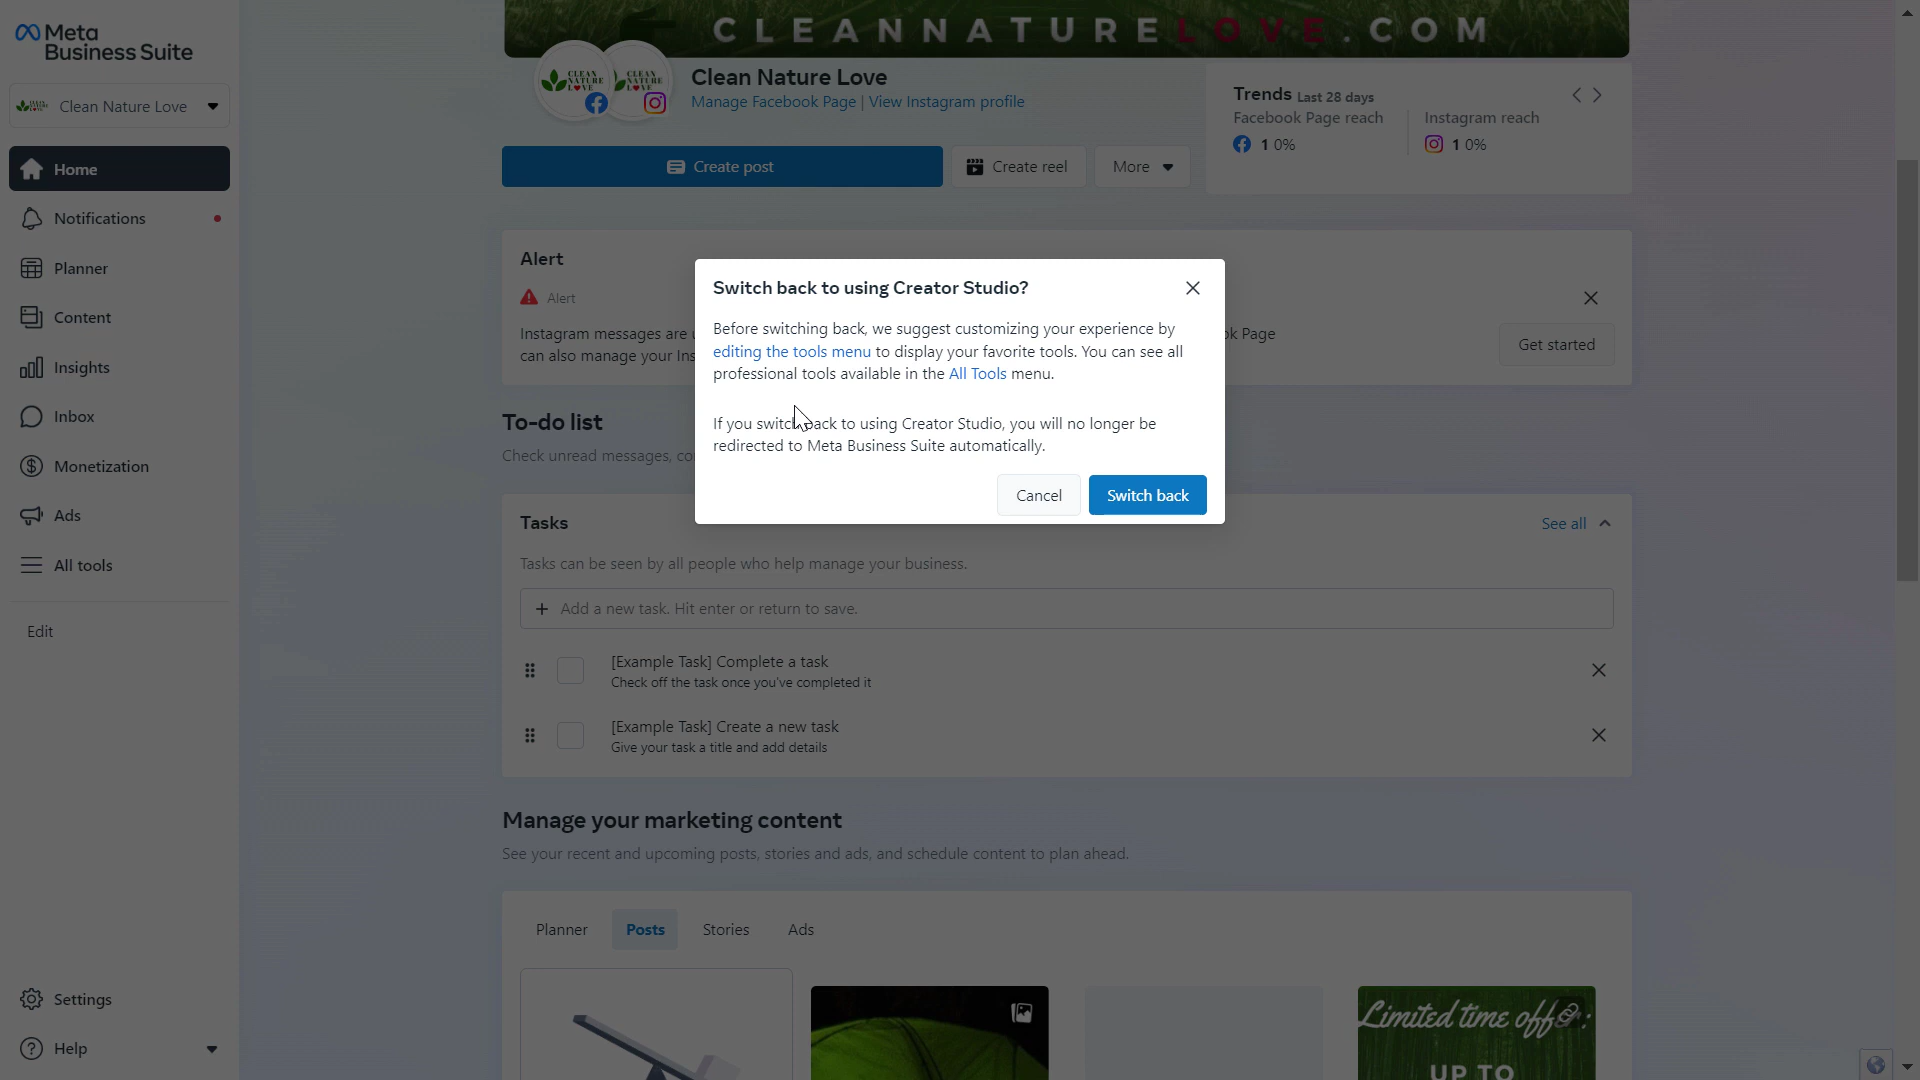 CLEANNATURELOVE.COM
Meta
Business Suite
Clean Nature Love
Home
Notifications
Planner
Content
Insights
Inbox
Monetization
Ads
All tools
Edit
Settings
Help
CLEAN
NATURE
LOVE
CLEAN
NATURE
LOVE
Clean Nature Love
Manage Facebook Page | View Instagram profile
Create post
Create reel
More
Trends Last 28 days
Facebook Page reach
1 0%
Instagram reach
1 0%
Alert
Alert
Instagram messages are
can also manage your Ins
ok Page
Get started
Switch back to using Creator Studio?
Before switching back, we suggest customizing your experience by
editing the tools menu to display your favorite tools. You can see all
professional tools available in the All Tools menu.
If you switch back to using Creator Studio, you will no longer be
redirected to Meta Business Suite automatically.
Cancel
Switch back
To-do list
Check unread messages, co
Tasks
See all
Tasks can be seen by all people who help manage your business.
Add a new task. Hit enter or return to save.
[Example Task] Complete a task
Check off the task once you've completed it
[Example Task] Create a new task
Give your task a title and add details
Manage your marketing content
See your recent and upcoming posts, stories and ads, and schedule content to plan ahead.
Planner
Posts
Stories
Ads
Limited time offer:
UP TO